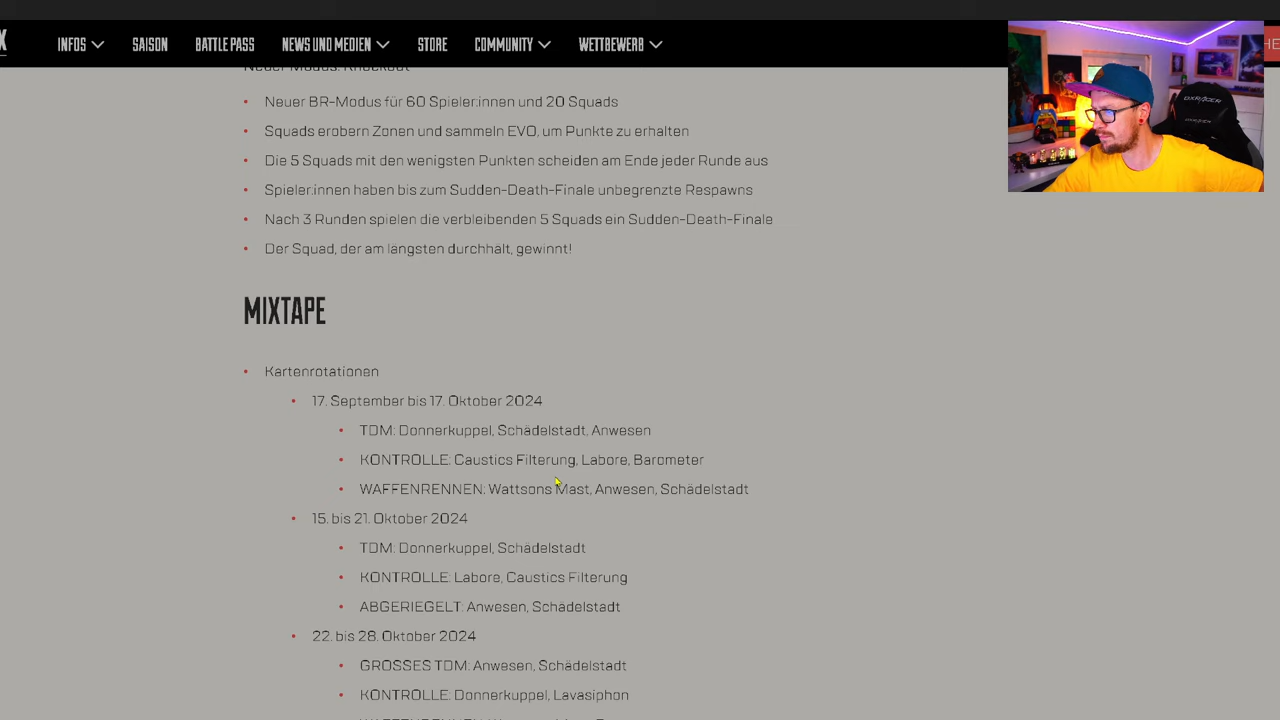 X
INFOS
SAISON
BATTLE PASS
NEWS UND MEDIEN
STORE
COMMUNITY
WETTBEWERB
HE
Neuer Modus: Knockout
• Neuer BR-Modus für 60 Spieler:innen und 20 Squads
• Squads erobern Zonen und sammeln EVO, um Punkte zu erhalten
• Die 5 Squads mit den wenigsten Punkten scheiden am Ende jeder Runde aus
• Spieler:innen haben bis zum Sudden-Death-Finale unbegrenzte Respawns
• Nach 3 Runden spielen die verbleibenden 5 Squads ein Sudden-Death-Finale
• Der Squad, der am längsten durchhält, gewinnt!
MIXTAPE
• Kartenrotationen
• 17. September bis 17. Oktober 2024
• TDM: Donnerkuppel, Schädelstadt, Anwesen
• KONTROLLE: Caustics Filterung, Labore, Barometer
• WAFFENRENNEN: Wattsons Mast, Anwesen, Schädelstadt
• 15. bis 21. Oktober 2024
• TDM: Donnerkuppel, Schädelstadt
• KONTROLLE: Labore, Caustics Filterung
• ABGERIEGELT: Anwesen, Schädelstadt
• 22. bis 28. Oktober 2024
• GROSSES TDM: Anwesen, Schädelstadt
• KONTROLLE: Donnerkuppel, Lavasiphon
DXRACER